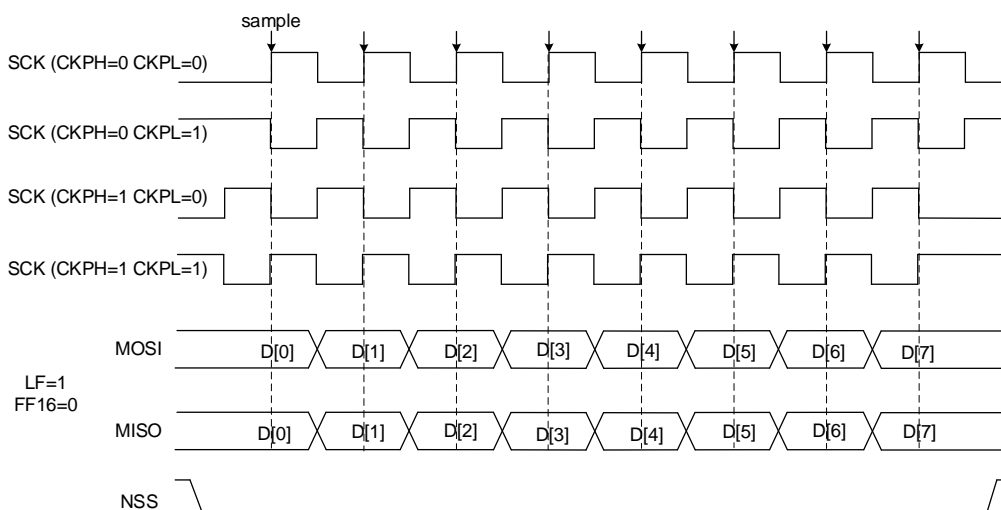 sample
SCK (CKPH=0 CKPL=0)
SCK (CKPH=0 CKPL=1)
SCK (CKPH=1 CKPL=0)
SCK (CKPH=1 CKPL=1)
MOSI
D[0] D[1] D[2] D[3] D[4] D[5] D[6] D[7]
LF=1
FF16=0
MISO
D[0] D[1] D[2] D[3] D[4] D[5] D[6] D[7]
NSS